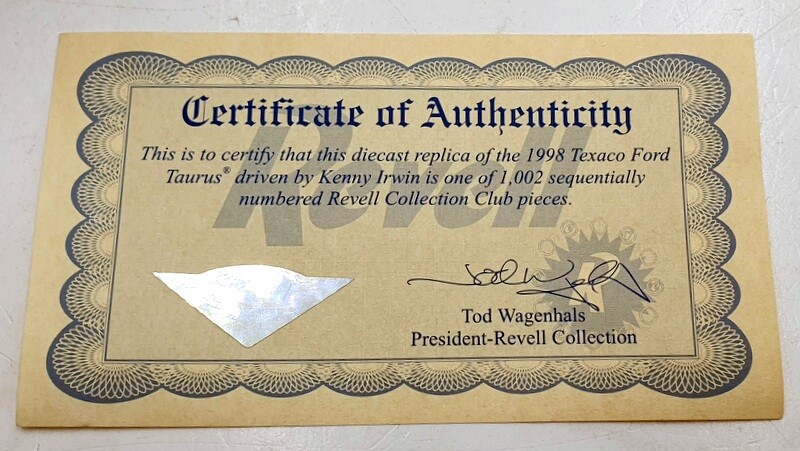 Certificate of Authenticity
Revell
This is to certify that this diecast replica of the 1998 Texaco Ford
Taurus® driven by Kenny Irwin is one of 1,002 sequentially
numbered Revell Collection Club pieces.
Tod Wagenhals
President-Revell Collection